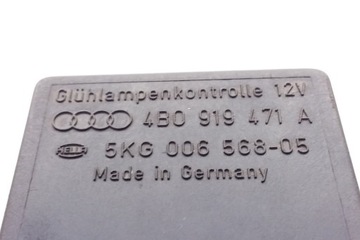 Glühlampenkontrolle 12V
4B0 919 471 A
HELLA 5KG 006 568-05
Made in Germany